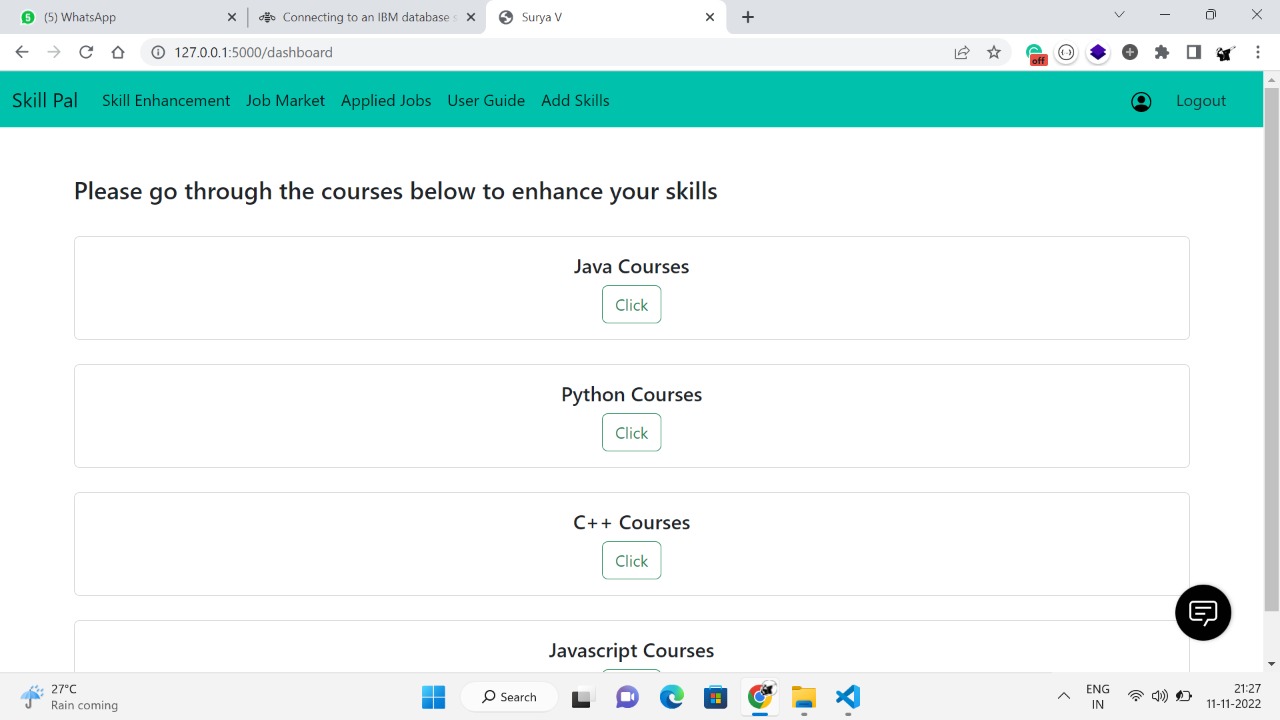 (5) WhatsApp
Connecting to an IBM database s
Surya V
127.0.0.1:5000/dashboard
off
Skill Pal
Skill Enhancement
Job Market
Applied Jobs
User Guide
Add Skills
Logout
Please go through the courses below to enhance your skills
Java Courses
Click
Python Courses
Click
C++ Courses
Click
Javascript Courses
27°C
Rain coming
Search
ENG
IN
21:27
11-11-2022